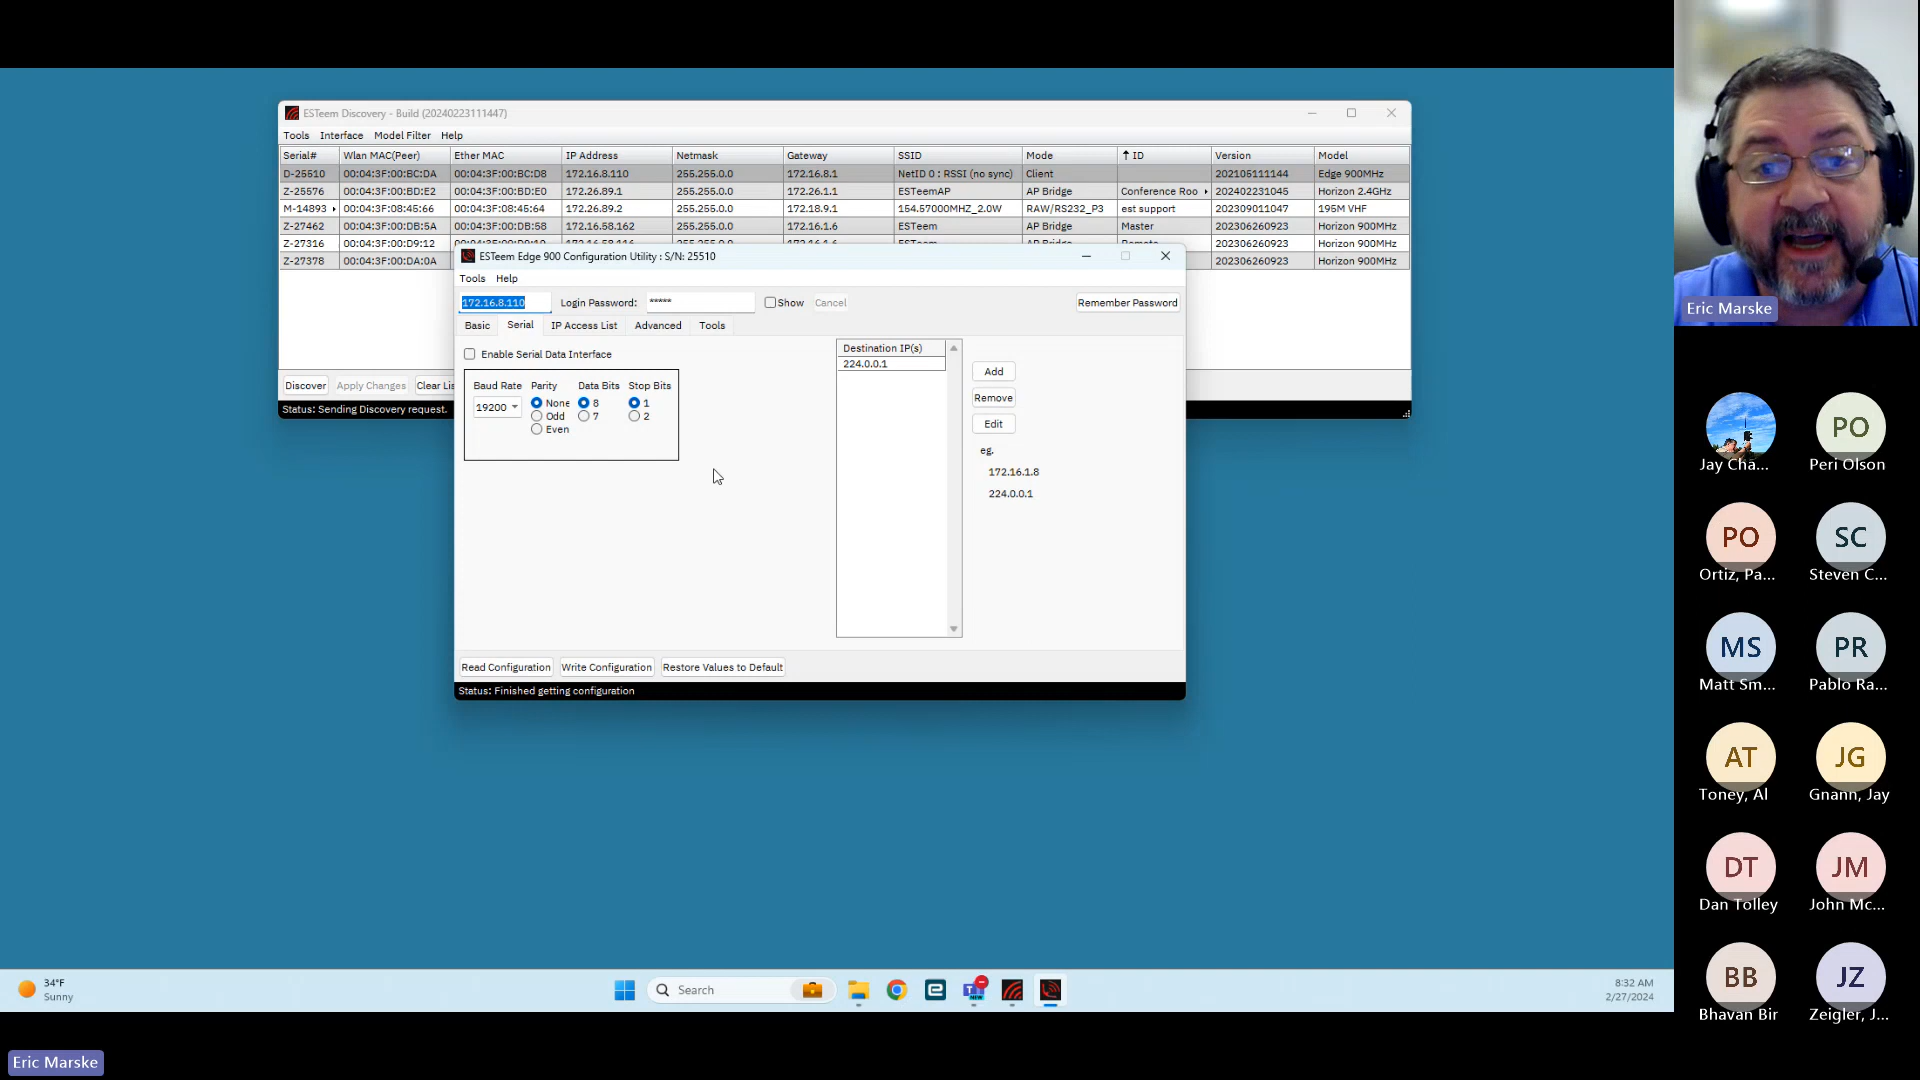 ESTeem Discovery - Build (20240223111447)
Tools Interface Model Filter Help
Serial# Wlan MAC(Peer) Ether MAC IP Address Netmask Gateway SSID Mode ID Version Model
D-25510 00:04:3F:00:BC:DA 00:04:3F:00:BC:D8 172.16.8.110 255.255.0.0 172.16.8.1 NetID 0 : RSSI (no sync) Client 202105111144 Edge 900MHz
Z-25576 00:04:3F:00:BD:E2 00:04:3F:00:BD:E0 172.26.89.1 255.255.0.0 172.26.1.1 ESTeemAP AP Bridge Conference Roo 202402231045 Horizon 2.4GHz
M-14893 00:04:3F:08:45:66 00:04:3F:08:45:64 172.26.89.2 255.255.0.0 172.18.9.1 154.57000MHZ_2.0W RAW/RS232_P3 est support 202309011047 195M VHF
Z-27462 00:04:3F:00:DB:5A 00:04:3F:00:DB:58 172.16.58.162 255.255.0.0 172.16.1.6 ESTeem AP Bridge Master 202306260923 Horizon 900MHz
Z-27316 00:04:3F:00:D9:12 202306260923 Horizon 900MHz
Z-27378 00:04:3F:00:DA:0A 202306260923 Horizon 900MHz
Discover Apply Changes Clear Lis
Status: Sending Discovery request.
ESTeem Edge 900 Configuration Utility : S/N: 25510
Tools Help
172.16.8.110 Login Password: ***** Show Cancel Remember Password
Basic Serial IP Access List Advanced Tools
Enable Serial Data Interface
Baud Rate Parity Data Bits Stop Bits
19200 None 8 1
Odd 7 2
Even
Destination IP(s)
224.0.0.1
Add
Remove
Edit
eg.
172.16.1.8
224.0.0.1
Read Configuration Write Configuration Restore Values to Default
Status: Finished getting configuration
Eric Marske
Jay Cha...
PO
Peri Olson
PO
Ortiz, Pa...
SC
Steven C...
MS
Matt Sm...
PR
Pablo Ra...
AT
Toney, Al
JG
Gnann, Jay
DT
Dan Tolley
JM
John Mc...
BB
Bhavan Bir
JZ
Zeigler, J...
34°F
Sunny
Search
NEW
8:32 AM
2/27/2024
Eric Marske